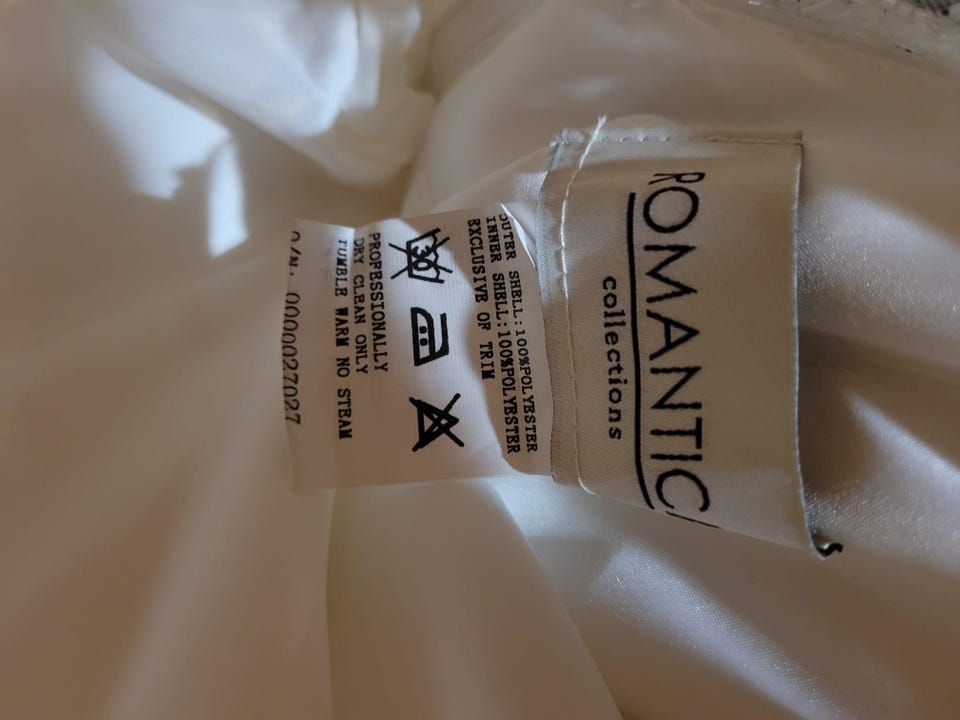 ROMANTIC
collections
OUTER SHELL:100%POLYESTER
INNER SHELL:100%POLYESTER
EXCLUSIVE OF TRIM
30
PROFESSIONALLY
DRY CLEAN ONLY
TUMBLE WARM NO STEAM
0000027027